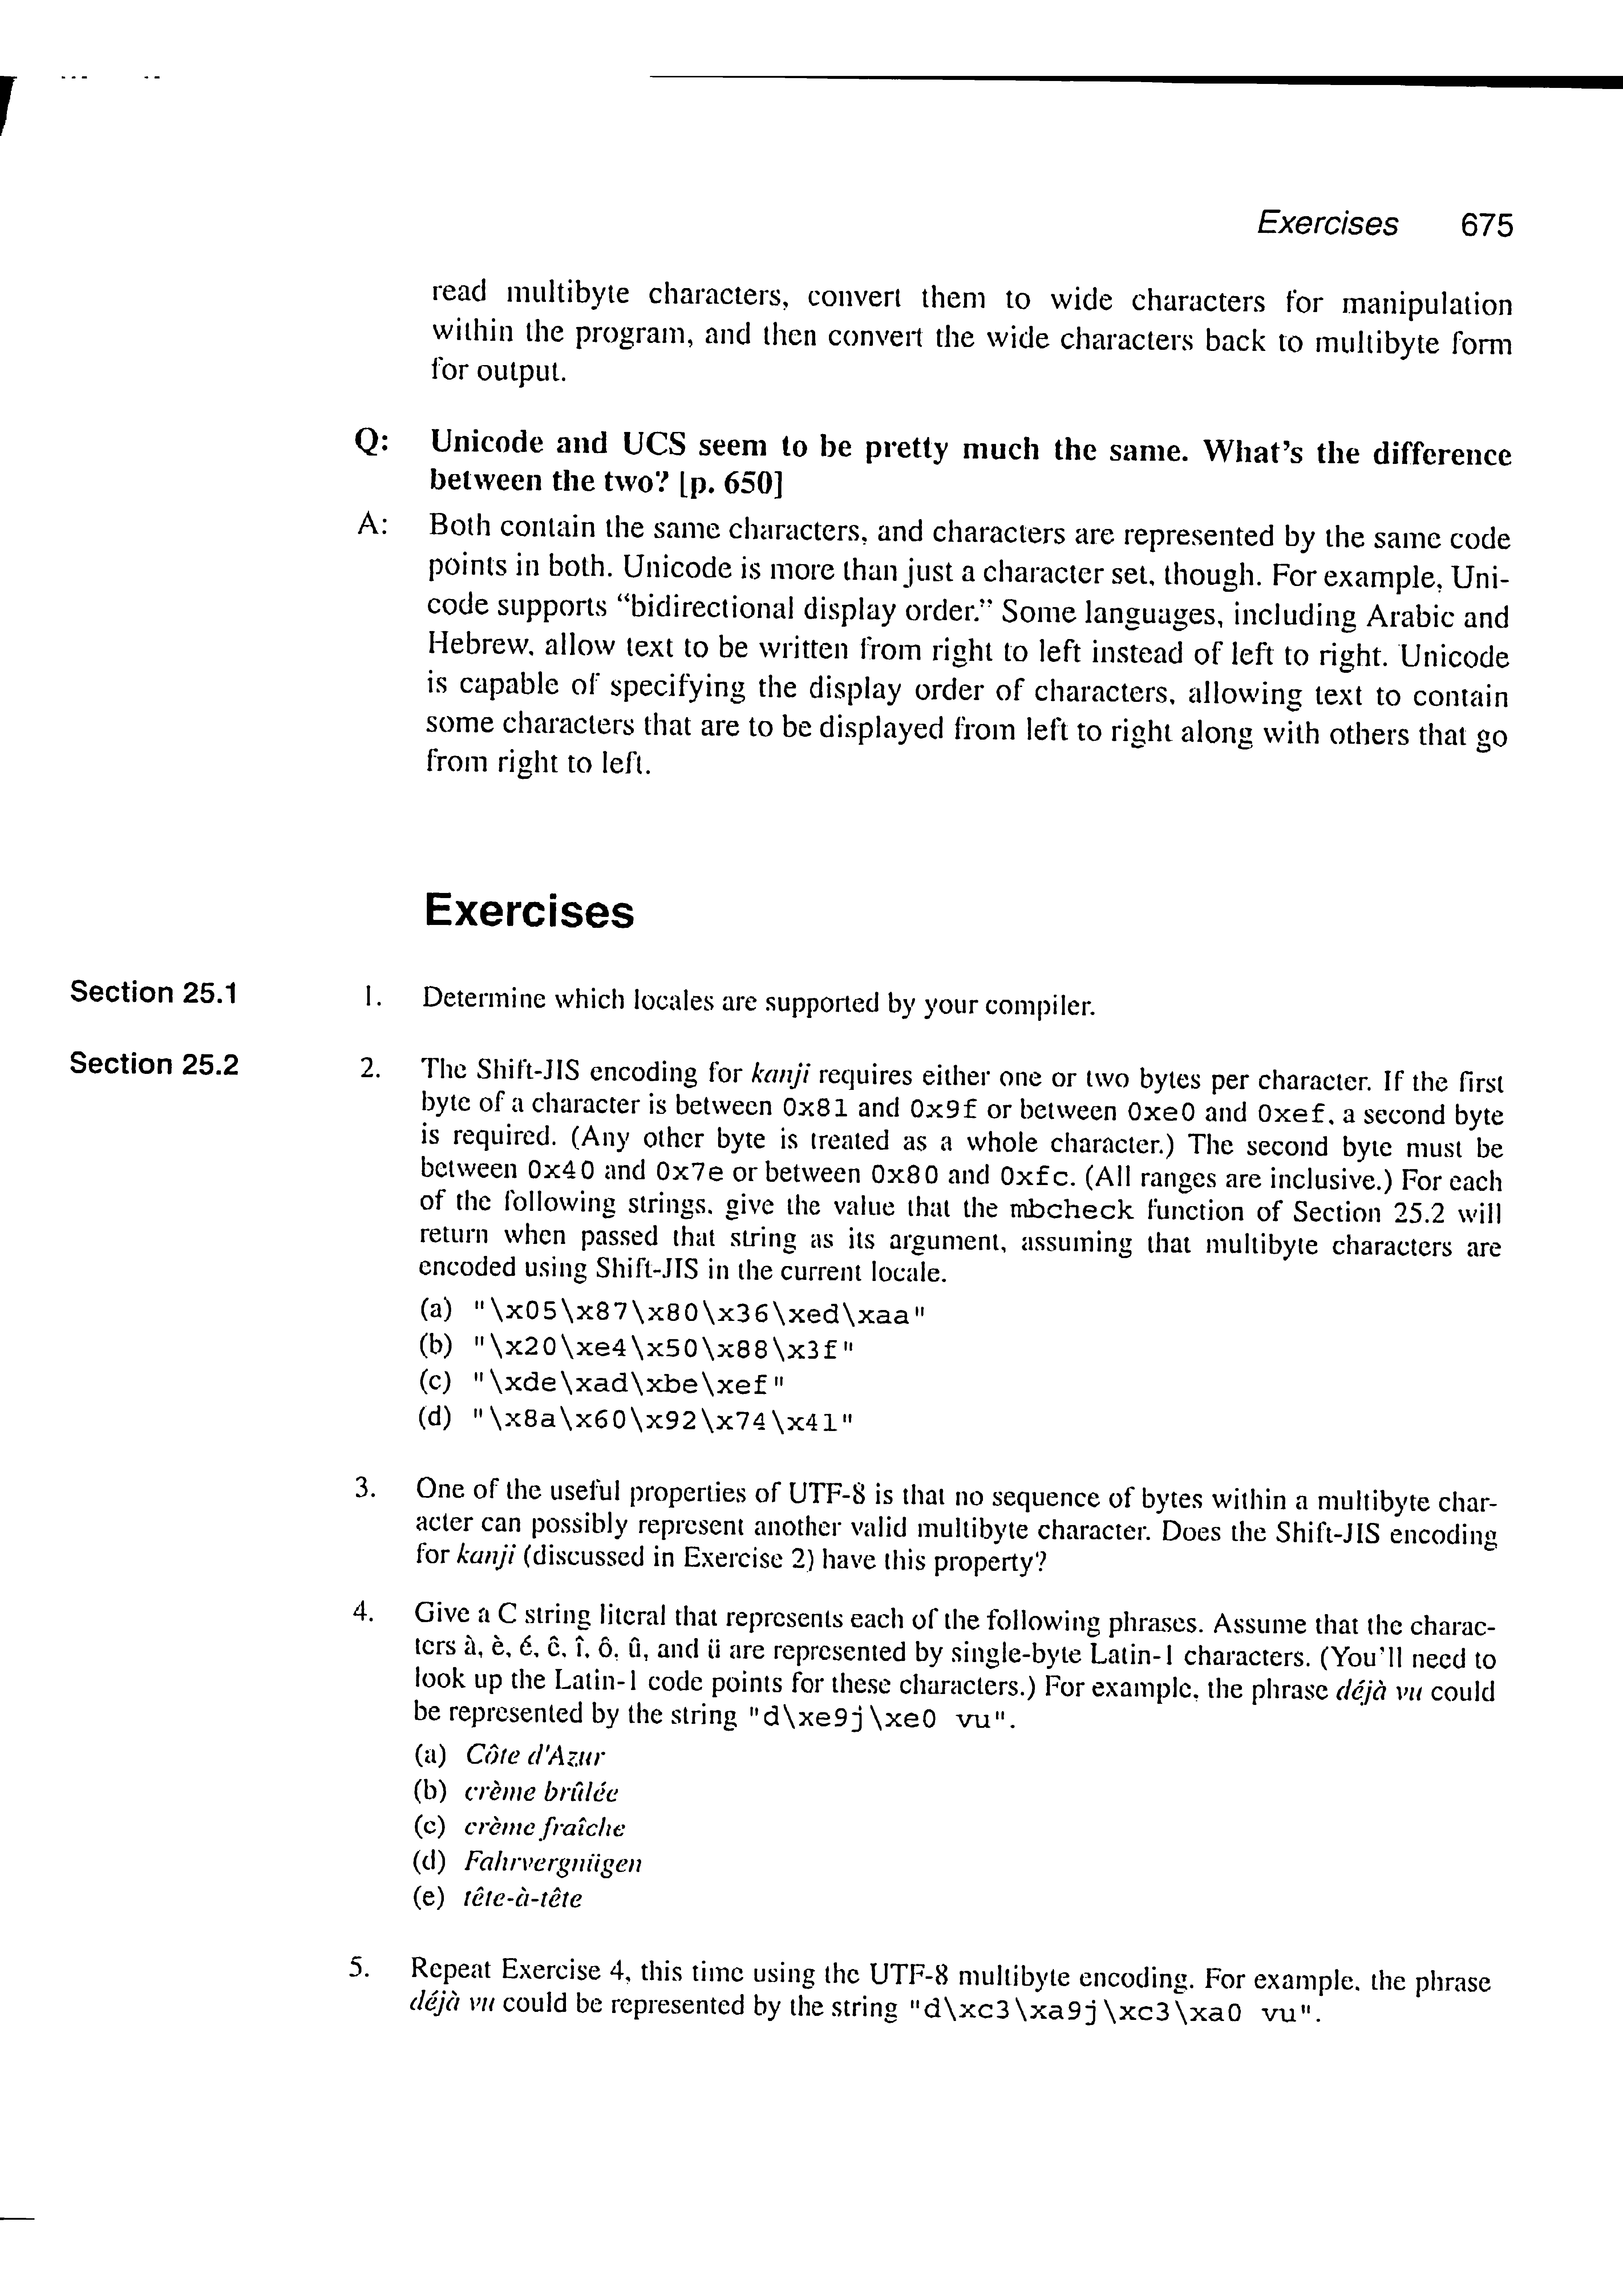 Exercises 675
read multibyte characters, convert them to wide characters for manipulation
within the program, and then convert the wide characters back to multibyte form
for output.
Q: Unicode and UCS seem to be pretty much the same. What's the difference
between the two? [p. 650]
A: Both contain the same characters, and characters are represented by the same code
points in both. Unicode is more than just a character set, though. For example, Uni-
code supports “bidirectional display order.” Some languages, including Arabic and
Hebrew, allow text to be written from right to left instead of left to right. Unicode
is capable of specifying the display order of characters, allowing text to contain
some characters that are to be displayed from left to right along with others that go
from right to left.
Exercises
Section 25.1 1. Determine which locales are supported by your compiler.
Section 25.2 2. The Shift-JIS encoding for kanji requires either one or two bytes per character. If the first
byte of a character is between 0x81 and 0x9f or between 0xe0 and 0xef, a second byte
is required. (Any other byte is treated as a whole character.) The second byte must be
between 0x40 and 0x7e or between 0x80 and 0xfc. (All ranges are inclusive.) For each
of the following strings, give the value that the mbcheck function of Section 25.2 will
return when passed that string as its argument, assuming that multibyte characters are
encoded using Shift-JIS in the current locale.
(a) "\x05\x87\x80\x36\xed\xaa"
(b) "\x20\xe4\x50\x88\x3f"
(c) "\xde\xad\xbe\xef"
(d) "\x8a\x60\x92\x74\x41"
3. One of the useful properties of UTF-8 is that no sequence of bytes within a multibyte char-
acter can possibly represent another valid multibyte character. Does the Shift-JIS encoding
for kanji (discussed in Exercise 2) have this property?
4. Give a C string literal that represents each of the following phrases. Assume that the charac-
ters à, è, é, ê, î, ô, û, and ü are represented by single-byte Latin-1 characters. (You'll need to
look up the Latin-1 code points for these characters.) For example, the phrase déjà vu could
be represented by the string "d\xe9j\xe0 vu".
(a) Côte d'Azur
(b) crème brûlée
(c) crème fraîche
(d) Fahrvergnügen
(e) tête-à-tête
5. Repeat Exercise 4, this time using the UTF-8 multibyte encoding. For example, the phrase
déjà vu could be represented by the string "d\xc3\xa9j\xc3\xa0 vu".